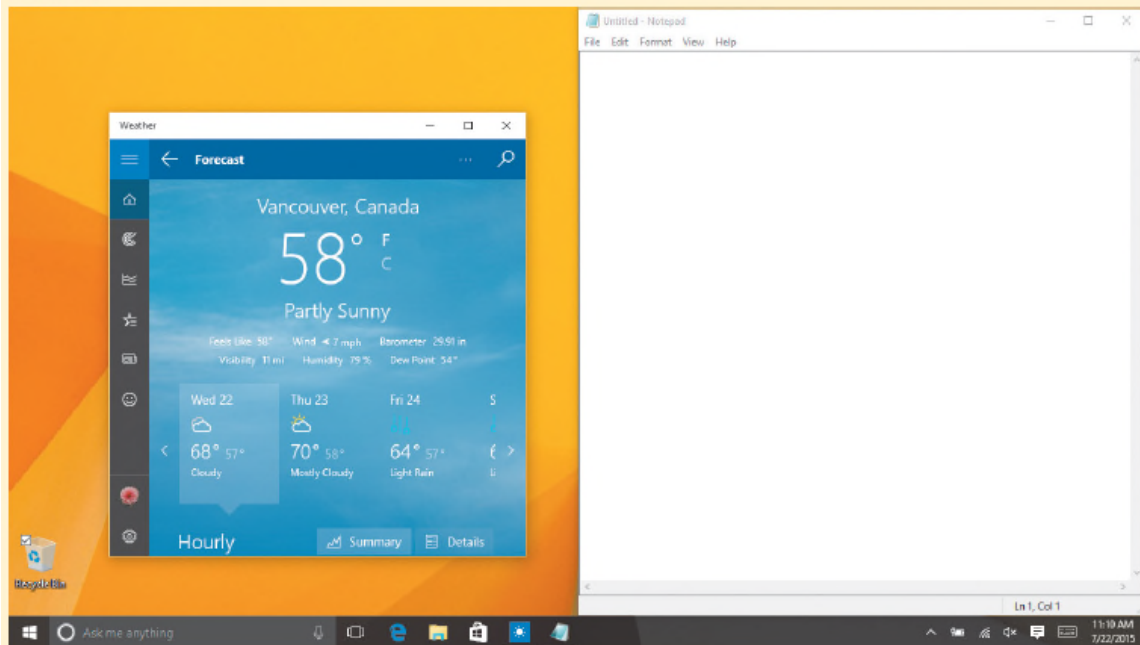 Untitled - Notepad
File Edit Format View Help
Weather
Forecast
Vancouver, Canada
58° F
C
Partly Sunny
Feels Like 58° Wind ◄ 7 mph Barometer 29.91 in
Visibility 11 mi Humidity 79 % Dew Point 54°
Wed 22 Thu 23 Fri 24 S
68° 57° 70° 58° 64° 57° 6
Cloudy Mostly Cloudy Light Rain Li
Hourly Summary Details
Recycle Bin
Ln 1, Col 1
Ask me anything
11:10 AM
7/22/2015